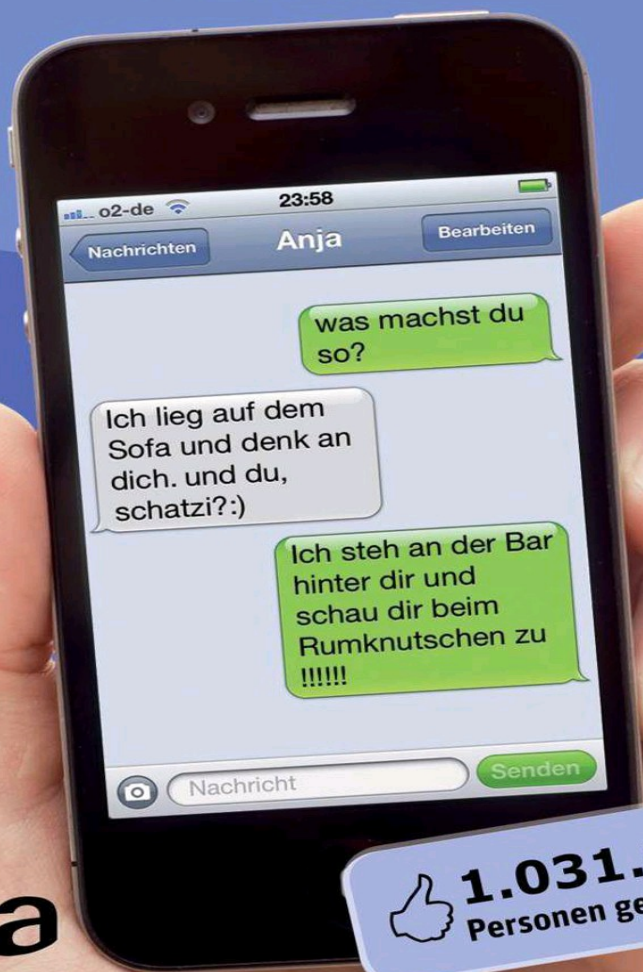 o2-de 23:58
Nachrichten Anja Bearbeiten
was machst du
so?
Ich lieg auf dem
Sofa und denk an
dich. und du,
schatzi?:)
Ich steh an der Bar
hinter dir und
schau dir beim
Rumknutschen zu
!!!!!!
Nachricht Senden
a
1.031.
Personen ge